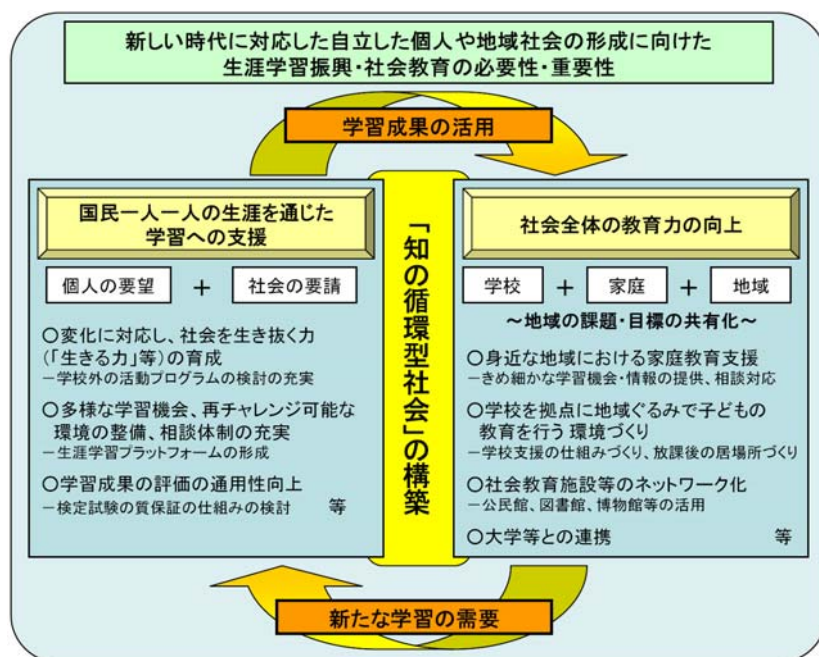 新しい時代に対応した自立した個人や地域社会の形成に向けた
生涯学習振興・社会教育の必要性・重要性
学習成果の活用
国民一人一人の生涯を通じた
学習への支援
個人の要望 + 社会の要請
○変化に対応し、社会を生き抜く力
(「生きる力」等)の育成
－学校外の活動プログラムの検討の充実
○多様な学習機会、再チャレンジ可能な
環境の整備、相談体制の充実
－生涯学習プラットフォームの形成
○学習成果の評価の通用性向上
－検定試験の質保証の仕組みの検討 等
「知の循環型社会」の構築
社会全体の教育力の向上
学校 + 家庭 + 地域
～地域の課題・目標の共有化～
○身近な地域における家庭教育支援
－きめ細かな学習機会・情報の提供、相談対応
○学校を拠点に地域ぐるみで子どもの
教育を行う環境づくり
－学校支援の仕組みづくり、放課後の居場所づくり
○社会教育施設等のネットワーク化
－公民館、図書館、博物館等の活用
○大学等との連携 等
新たな学習の需要